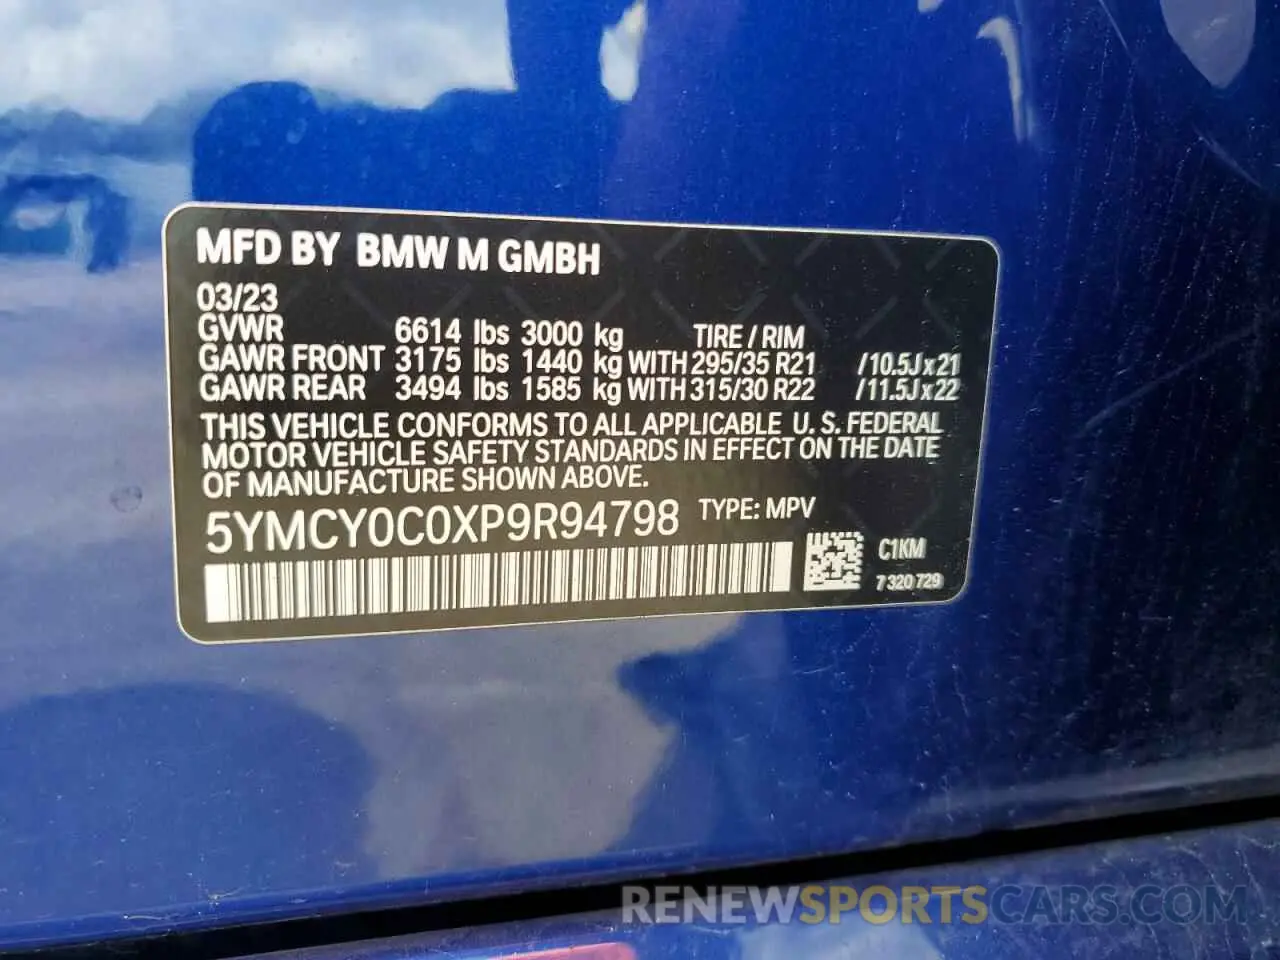 MFD BY BMW M GMBH
03/23
GVWR 6614 lbs 3000 kg TIRE / RIM
GAWR FRONT 3175 lbs 1440 kg WITH 295/35 R21 /10.5J x 21
GAWR REAR 3494 lbs 1585 kg WITH 315/30 R22 /11.5J x 22
THIS VEHICLE CONFORMS TO ALL APPLICABLE U. S. FEDERAL
MOTOR VEHICLE SAFETY STANDARDS IN EFFECT ON THE DATE
OF MANUFACTURE SHOWN ABOVE.
5YMCY0C0XP9R94798 TYPE: MPV
C1KM
7 320 729
RENEWSPORTSCARS.COM